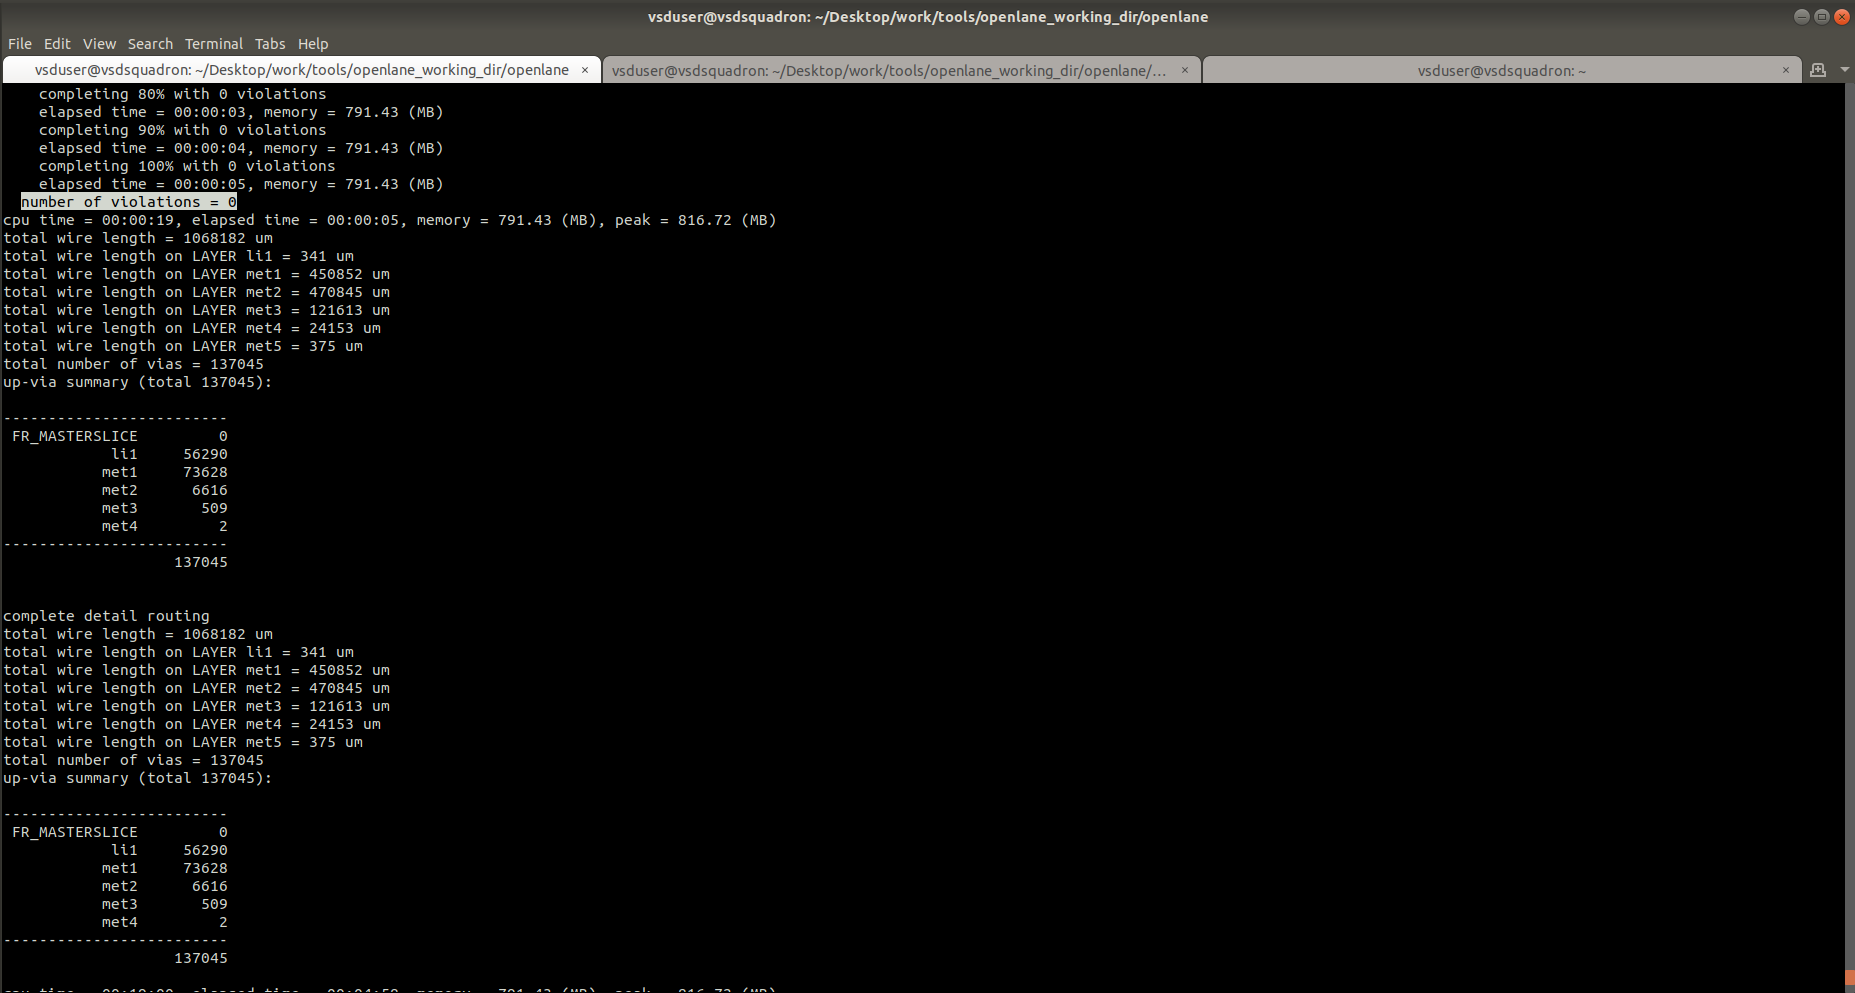 vsduser@vsdsquadron: ~/Desktop/work/tools/openlane_working_dir/openlane
File Edit View Search Terminal Tabs Help
vsduser@vsdsquadron: ~/Desktop/work/tools/openlane_working_dir/openlane × vsduser@vsdsquadron: ~/Desktop/work/tools/openlane_working_dir/openlane/... × vsduser@vsdsquadron: ~ ×
completing 80% with 0 violations
elapsed time = 00:00:03, memory = 791.43 (MB)
completing 90% with 0 violations
elapsed time = 00:00:04, memory = 791.43 (MB)
completing 100% with 0 violations
elapsed time = 00:00:05, memory = 791.43 (MB)
number of violations = 0
cpu time = 00:00:19, elapsed time = 00:00:05, memory = 791.43 (MB), peak = 816.72 (MB)
total wire length = 1068182 um
total wire length on LAYER li1 = 341 um
total wire length on LAYER met1 = 450852 um
total wire length on LAYER met2 = 470845 um
total wire length on LAYER met3 = 121613 um
total wire length on LAYER met4 = 24153 um
total wire length on LAYER met5 = 375 um
total number of vias = 137045
up-via summary (total 137045):
-------------------------
FR_MASTERSLICE 0
li1 56290
met1 73628
met2 6616
met3 509
met4 2
-------------------------
137045
complete detail routing
total wire length = 1068182 um
total wire length on LAYER li1 = 341 um
total wire length on LAYER met1 = 450852 um
total wire length on LAYER met2 = 470845 um
total wire length on LAYER met3 = 121613 um
total wire length on LAYER met4 = 24153 um
total wire length on LAYER met5 = 375 um
total number of vias = 137045
up-via summary (total 137045):
-------------------------
FR_MASTERSLICE 0
li1 56290
met1 73628
met2 6616
met3 509
met4 2
-------------------------
137045